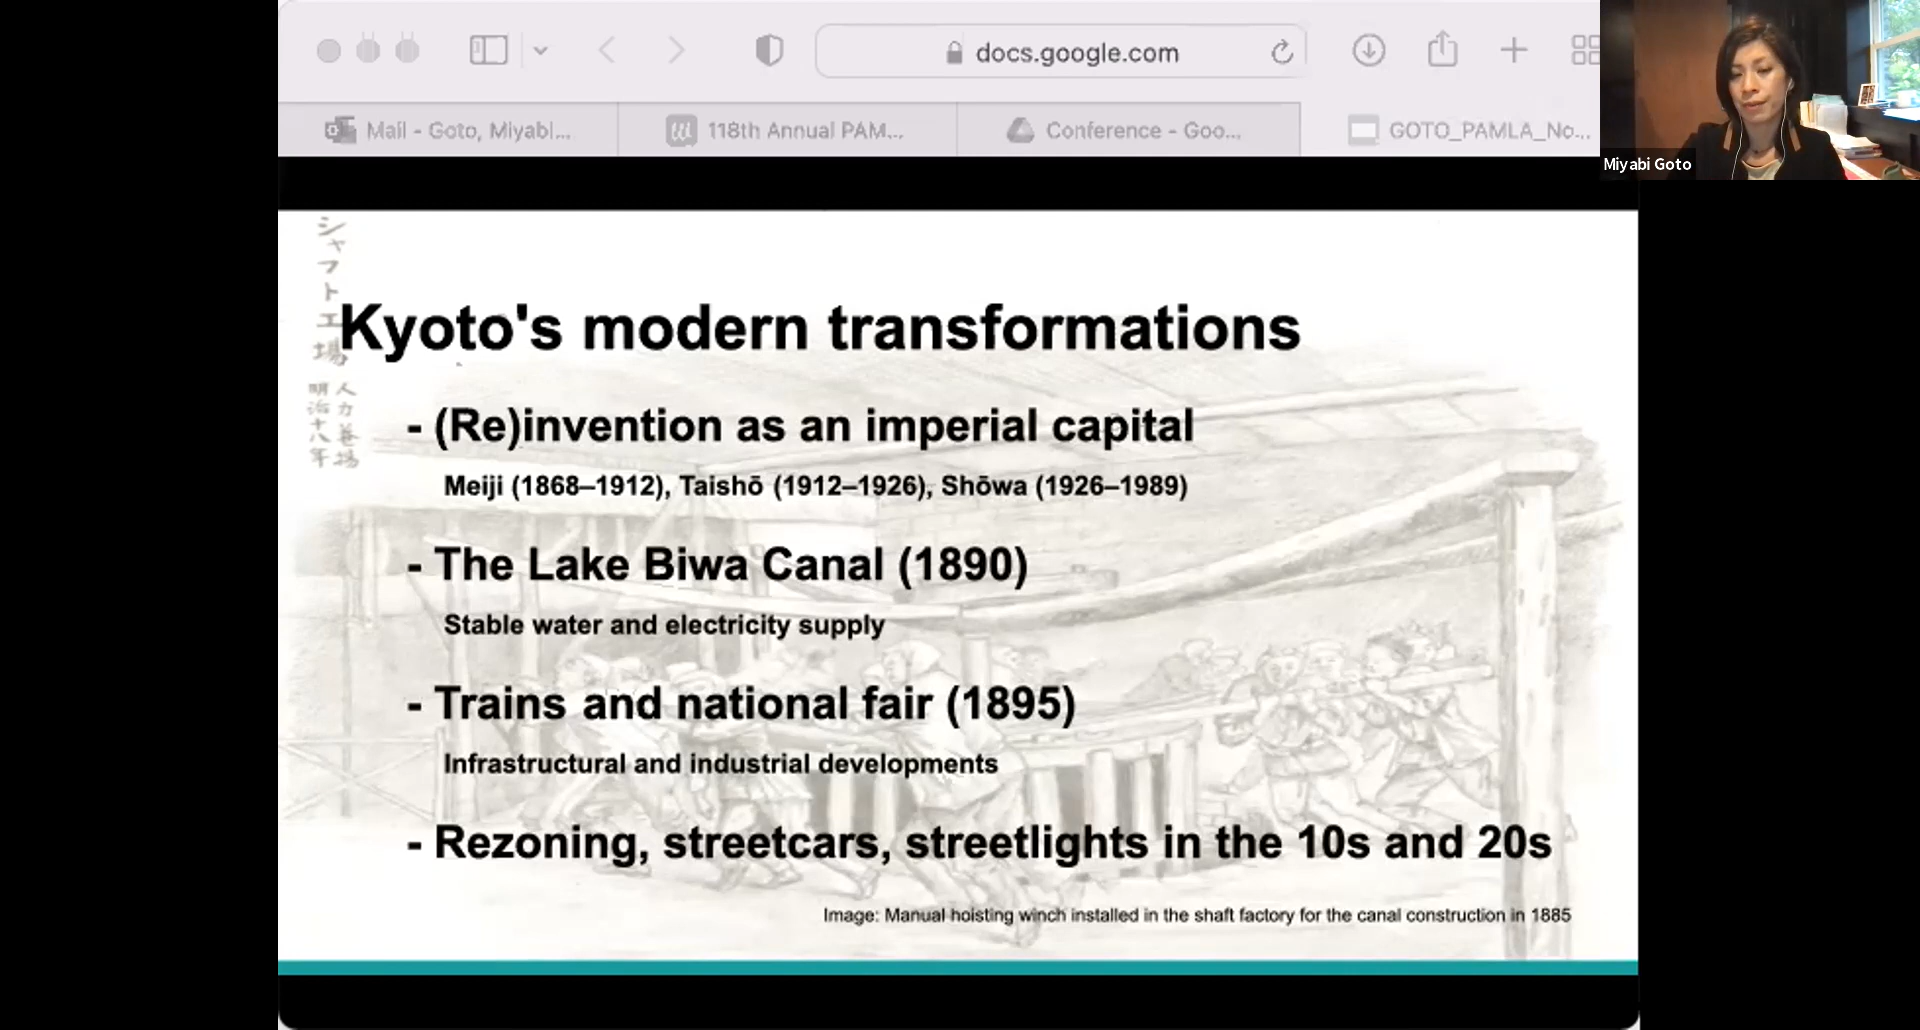 docs.google.com
Mail - Goto, Miyabi...
118th Annual PAM...
Conference - Goo...
GOTO_PAMLA_No...
Miyabi Goto
シャフト工場
人力巻揚
明治十八年
Kyoto's modern transformations
- (Re)invention as an imperial capital
Meiji (1868–1912), Taishō (1912–1926), Shōwa (1926–1989)
- The Lake Biwa Canal (1890)
Stable water and electricity supply
- Trains and national fair (1895)
Infrastructural and industrial developments
- Rezoning, streetcars, streetlights in the 10s and 20s
Image: Manual hoisting winch installed in the shaft factory for the canal construction in 1885